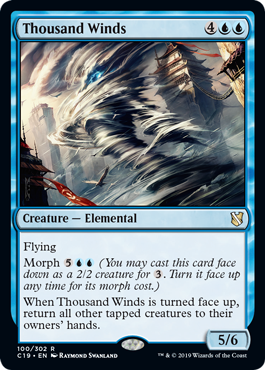 Thousand Winds 4
Creature — Elemental
Flying
Morph 5 (You may cast this card face
down as a 2/2 creature for 3. Turn it face up
any time for its morph cost.)
When Thousand Winds is turned face up,
return all other tapped creatures to their
owners' hands.
5/6
100/302 R
C19 • EN RAYMOND SWANLAND
™ & © 2019 Wizards of the Coast